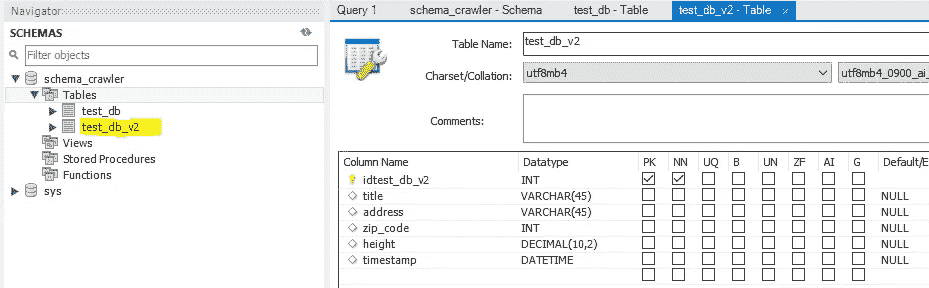 Navigator
SCHEMAS
Filter objects
schema_crawler
Tables
test_db
test_db_v2
Views
Stored Procedures
Functions
sys
Query 1 schema_crawler - Schema test_db - Table test_db_v2 - Table ×
Table Name: test_db_v2
Charset/Collation: utf8mb4 utf8mb4_0900_ai_
Comments:
Column Name Datatype PK NN UQ B UN ZF AI G Default/E
idtest_db_v2 INT
title VARCHAR(45) NULL
address VARCHAR(45) NULL
zip_code INT NULL
height DECIMAL(10,2) NULL
timestamp DATETIME NULL